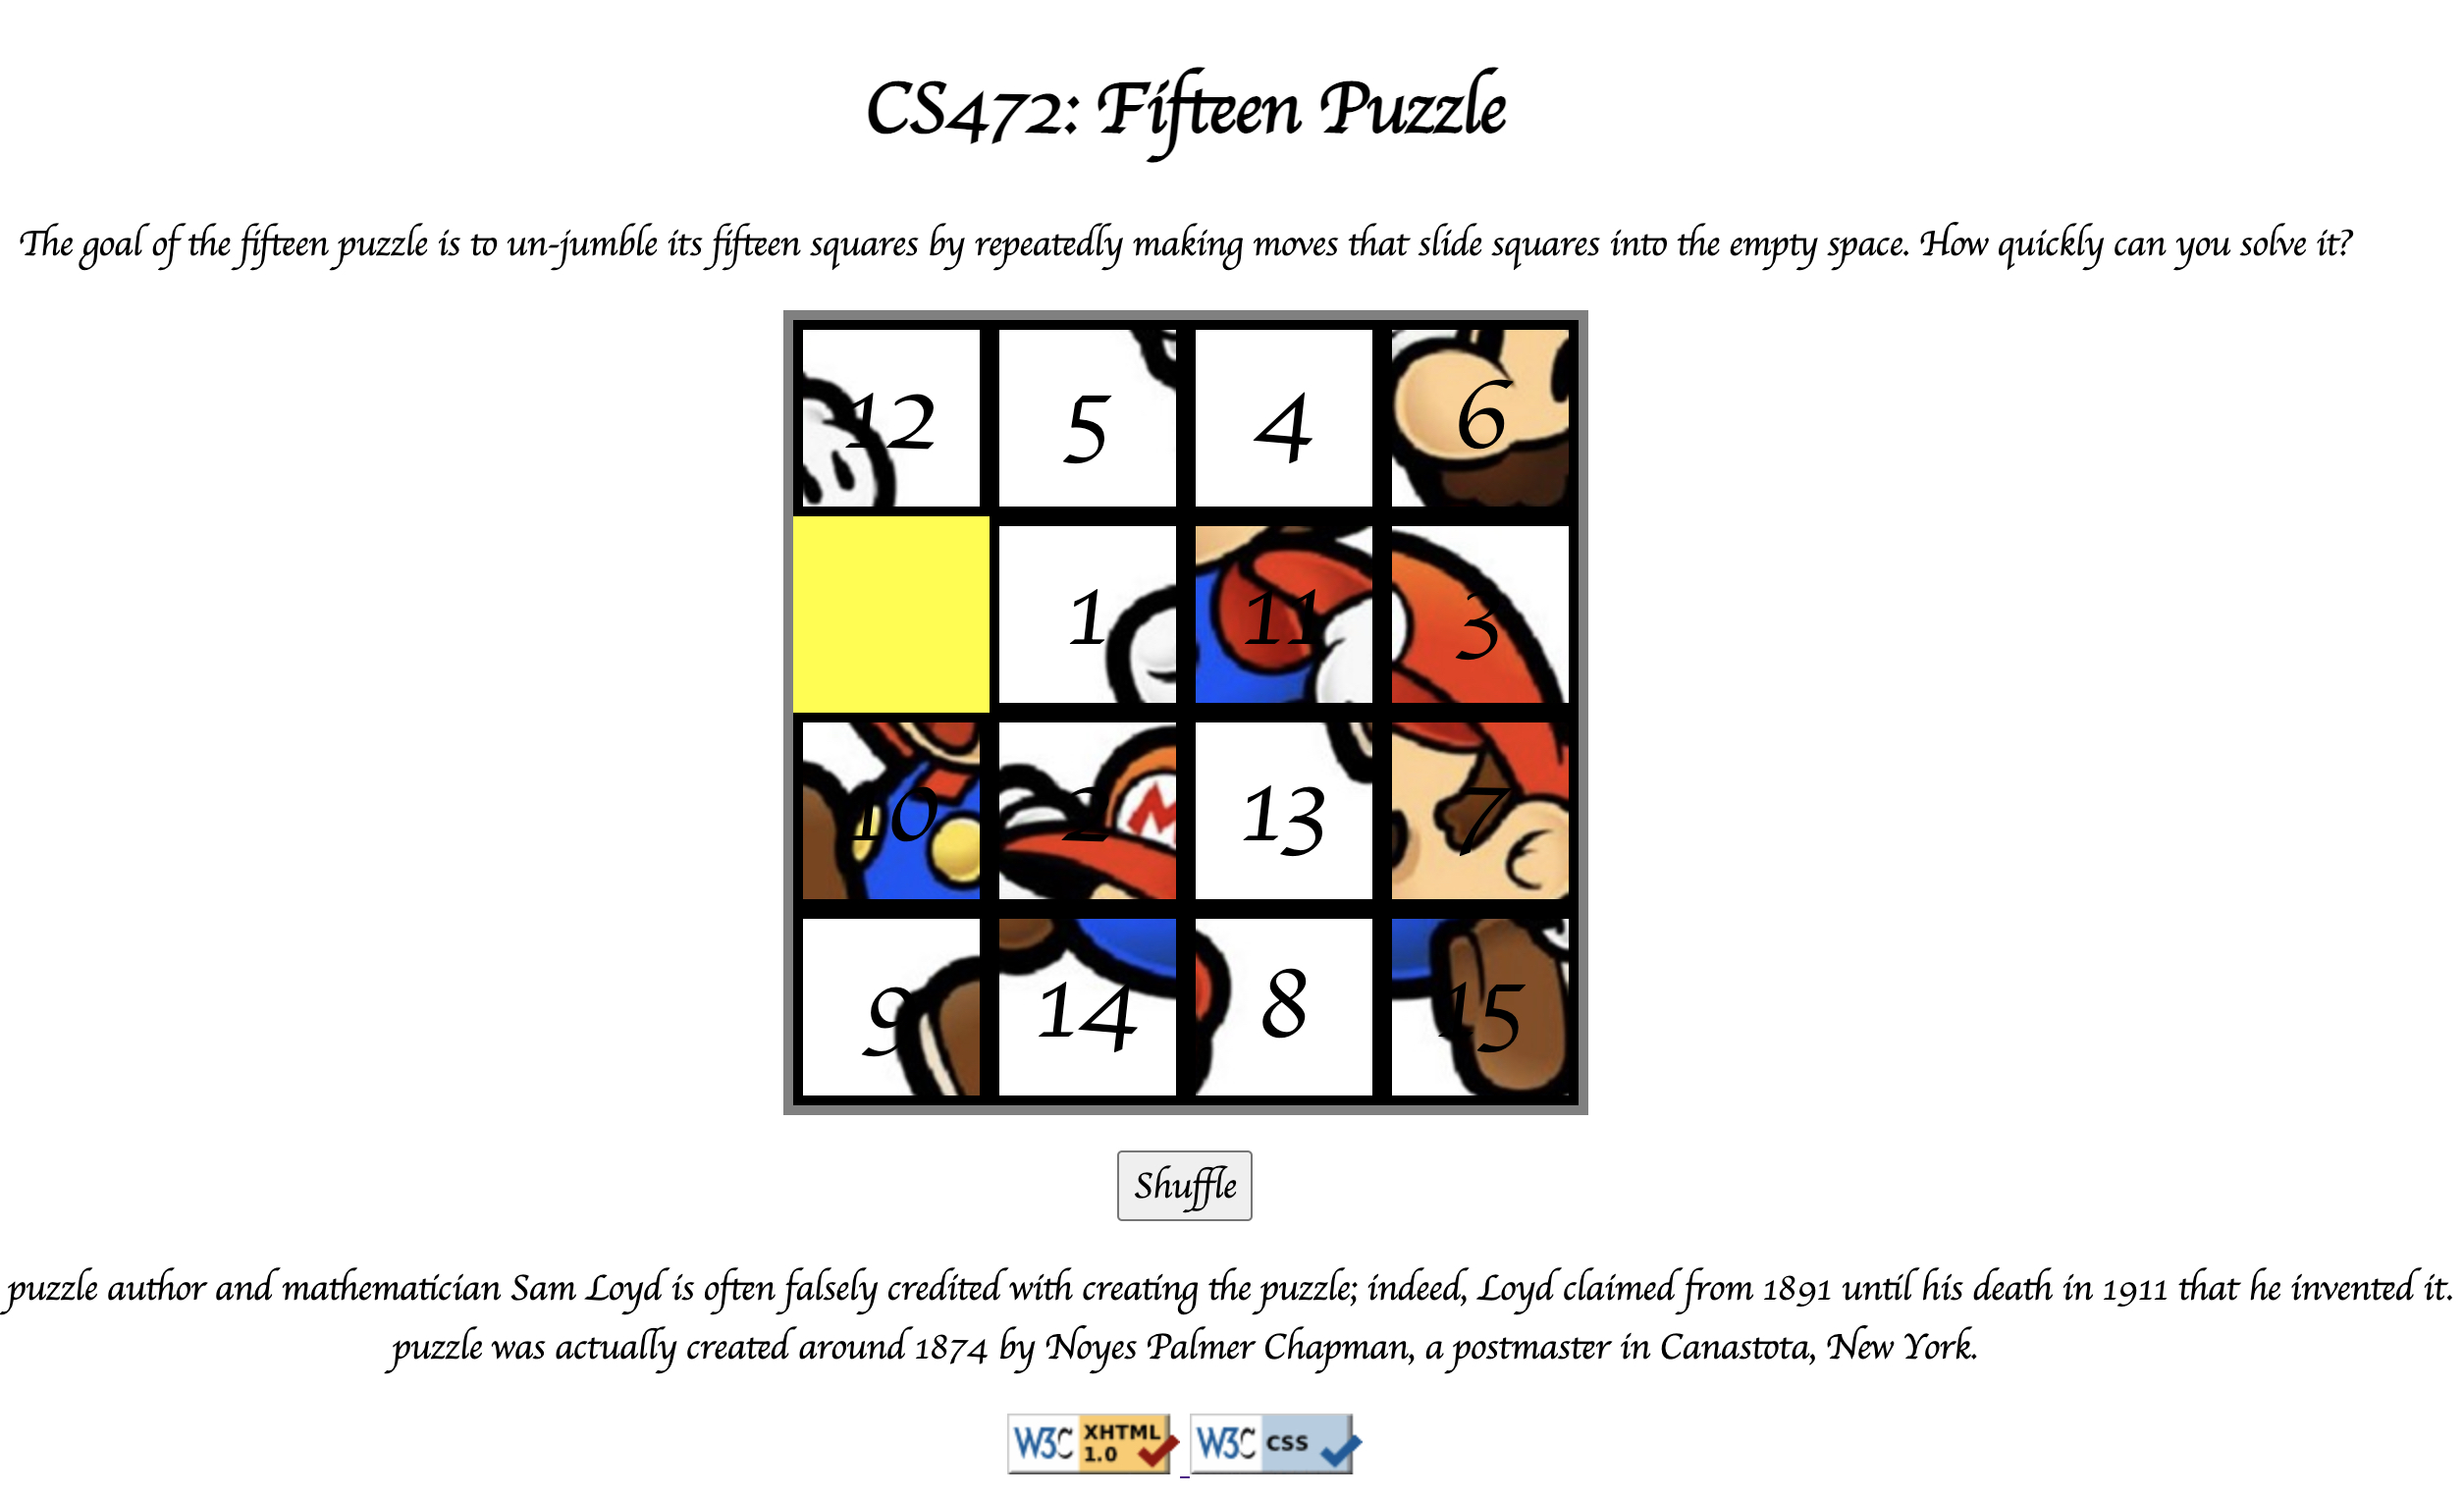 CS472: Fifteen Puzzle
The goal of the fifteen puzzle is to un-jumble its fifteen squares by repeatedly making moves that slide squares into the empty space. How quickly can you solve it?
12 5 4 6
1 11 3
10 2 13 7
9 14 8 15
Shuffle
puzzle author and mathematician Sam Loyd is often falsely credited with creating the puzzle; indeed, Loyd claimed from 1891 until his death in 1911 that he invented it.
puzzle was actually created around 1874 by Noyes Palmer Chapman, a postmaster in Canastota, New York.
W3C XHTML 1.0 W3C CSS